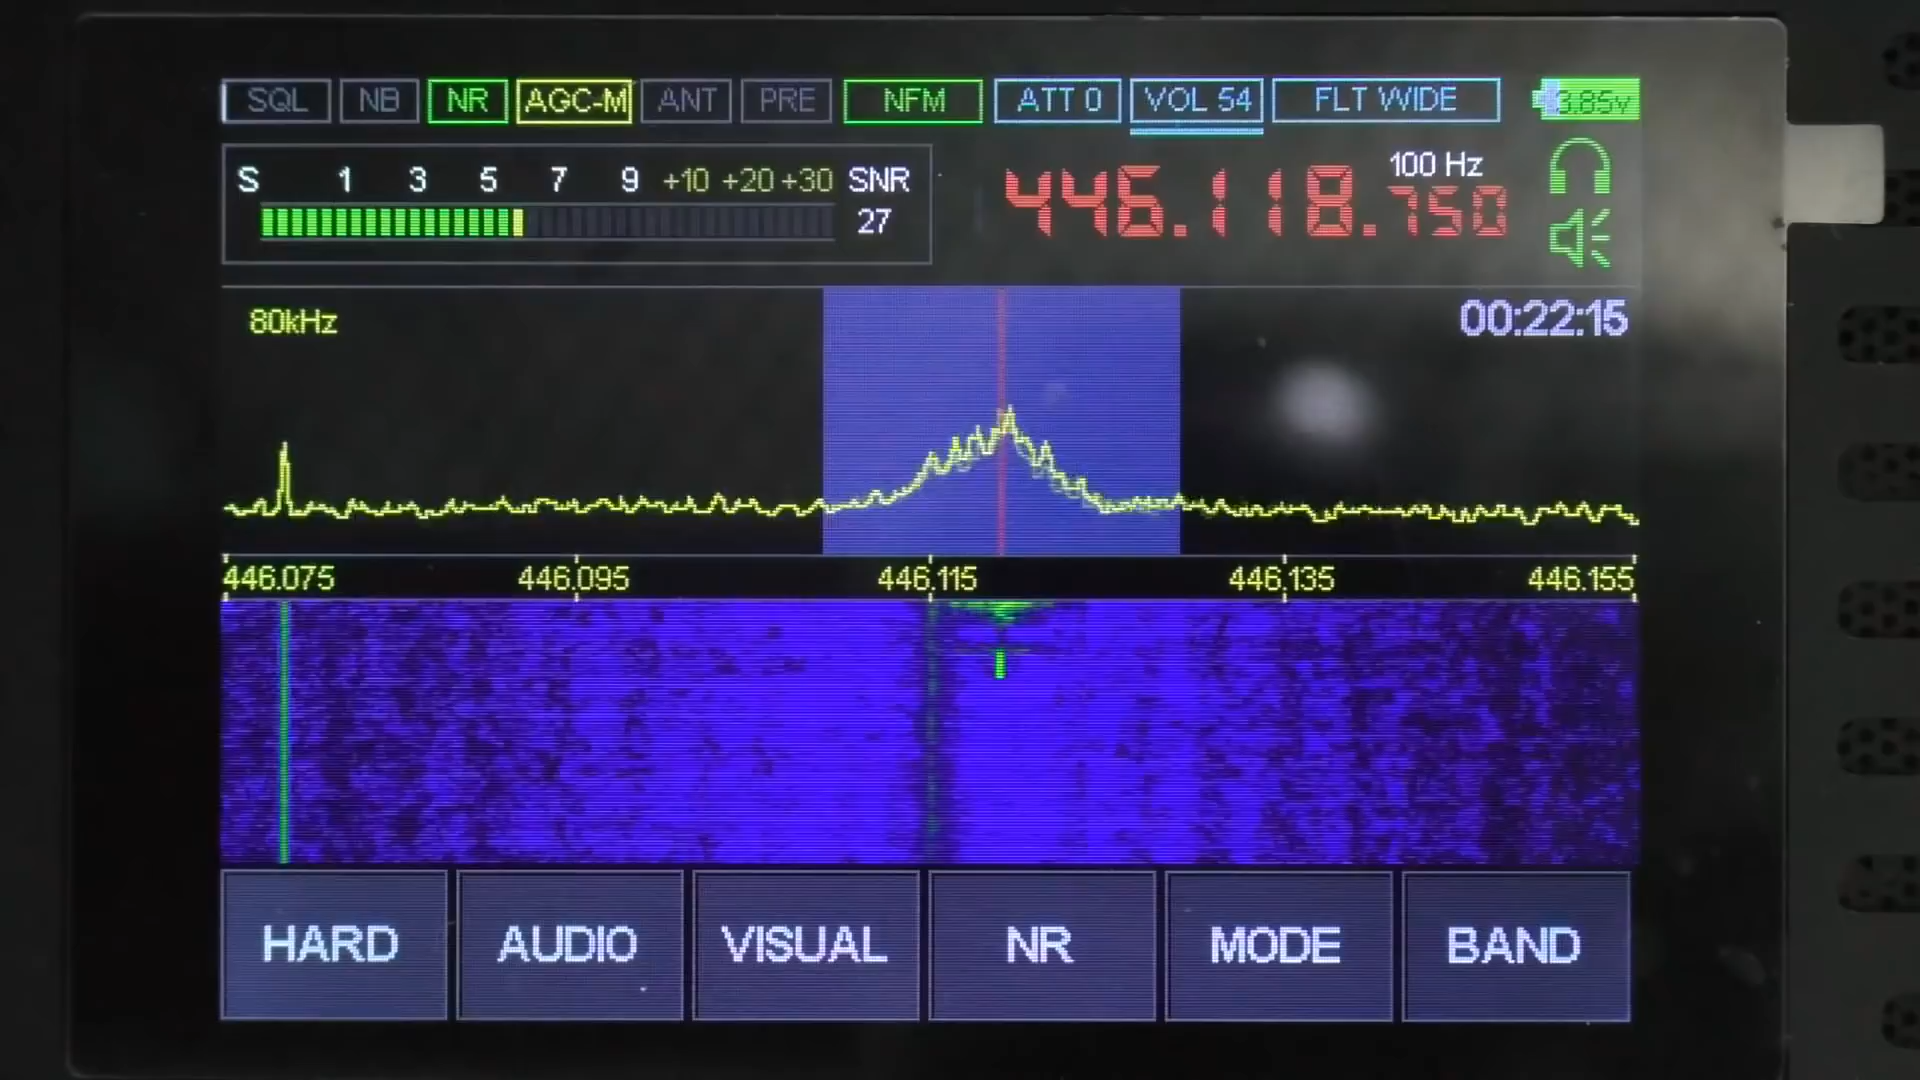 SQL NB NR AGC-M ANT PRE NFM ATT 0 VOL 54 FLT WIDE 3.85v
S 1 3 5 7 9 +10 +20 +30 SNR
27
100 Hz
446.118.750
80kHz
00:22:15
446.075 446.095 446.115 446.135 446.155
HARD AUDIO VISUAL NR MODE BAND